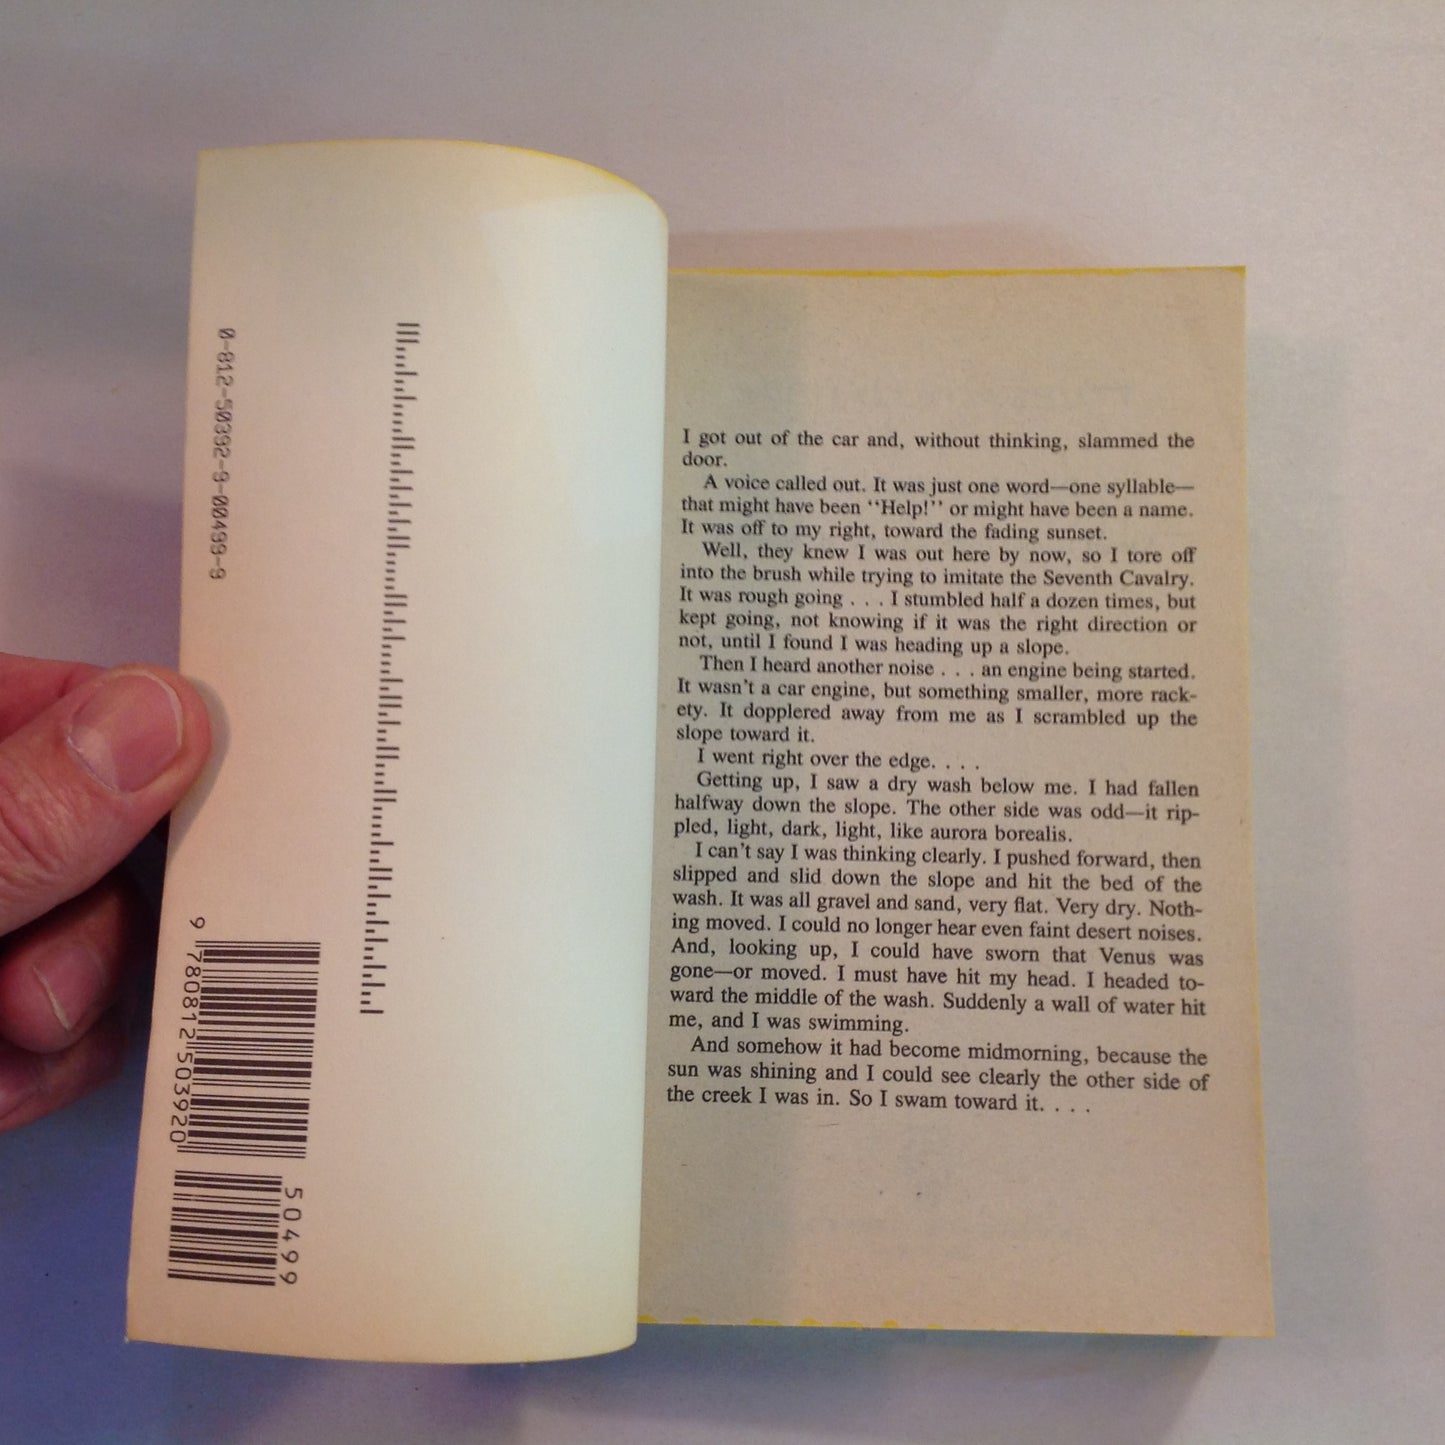 0-812-50392-9-00499-9
9 780812 503920
50499
I got out of the car and, without thinking, slammed the
door.
A voice called out. It was just one word—one syllable—
that might have been "Help!" or might have been a name.
It was off to my right, toward the fading sunset.
Well, they knew I was out here by now, so I tore off
into the brush while trying to imitate the Seventh Cavalry.
It was rough going . . . I stumbled half a dozen times, but
kept going, not knowing if it was the right direction or
not, until I found I was heading up a slope.
Then I heard another noise . . . an engine being started.
It wasn't a car engine, but something smaller, more rack-
ety. It dopplered away from me as I scrambled up the
slope toward it.
I went right over the edge. . . .
Getting up, I saw a dry wash below me. I had fallen
halfway down the slope. The other side was odd—it rip-
pled, light, dark, light, like aurora borealis.
I can't say I was thinking clearly. I pushed forward, then
slipped and slid down the slope and hit the bed of the
wash. It was all gravel and sand, very flat. Very dry. Noth-
ing moved. I could no longer hear even faint desert noises.
And, looking up, I could have sworn that Venus was
gone—or moved. I must have hit my head. I headed to-
ward the middle of the wash. Suddenly a wall of water hit
me, and I was swimming.
And somehow it had become midmorning, because the
sun was shining and I could see clearly the other side of
the creek I was in. So I swam toward it. . . .